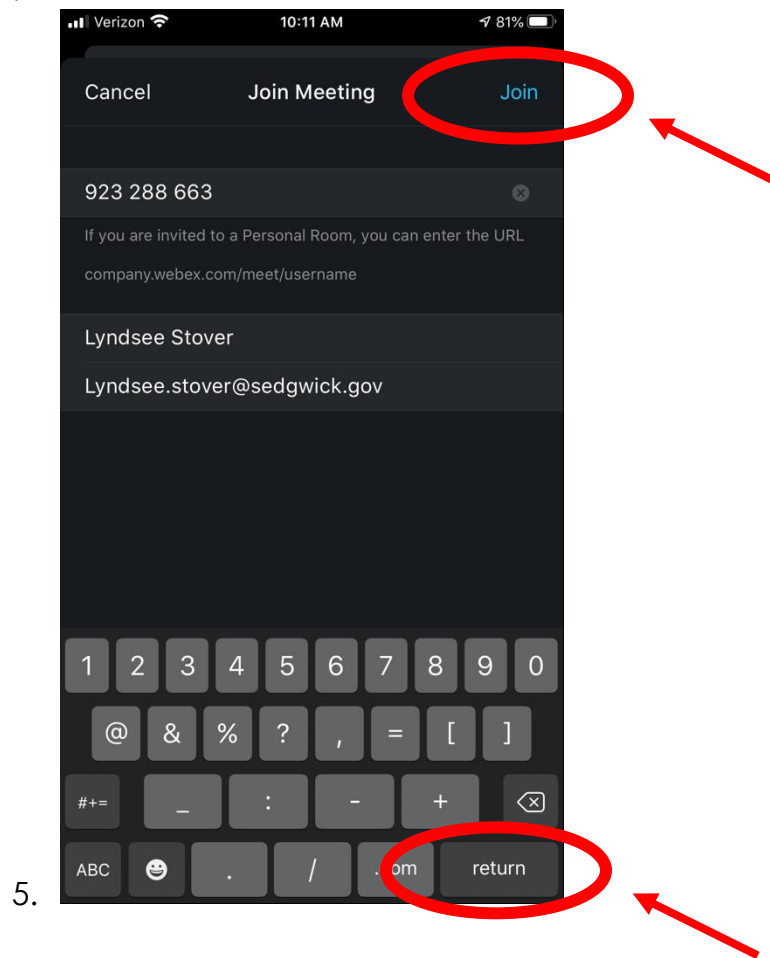 Verizon 10:11 AM 81%
Cancel Join Meeting Join
923 288 663
If you are invited to a Personal Room, you can enter the URL
company.webex.com/meet/username
Lyndsee Stover
Lyndsee.stover@sedgwick.gov
1 2 3 4 5 6 7 8 9 0
@ & % ? , = [ ]
#+= _ : - +
ABC . / om return
5.